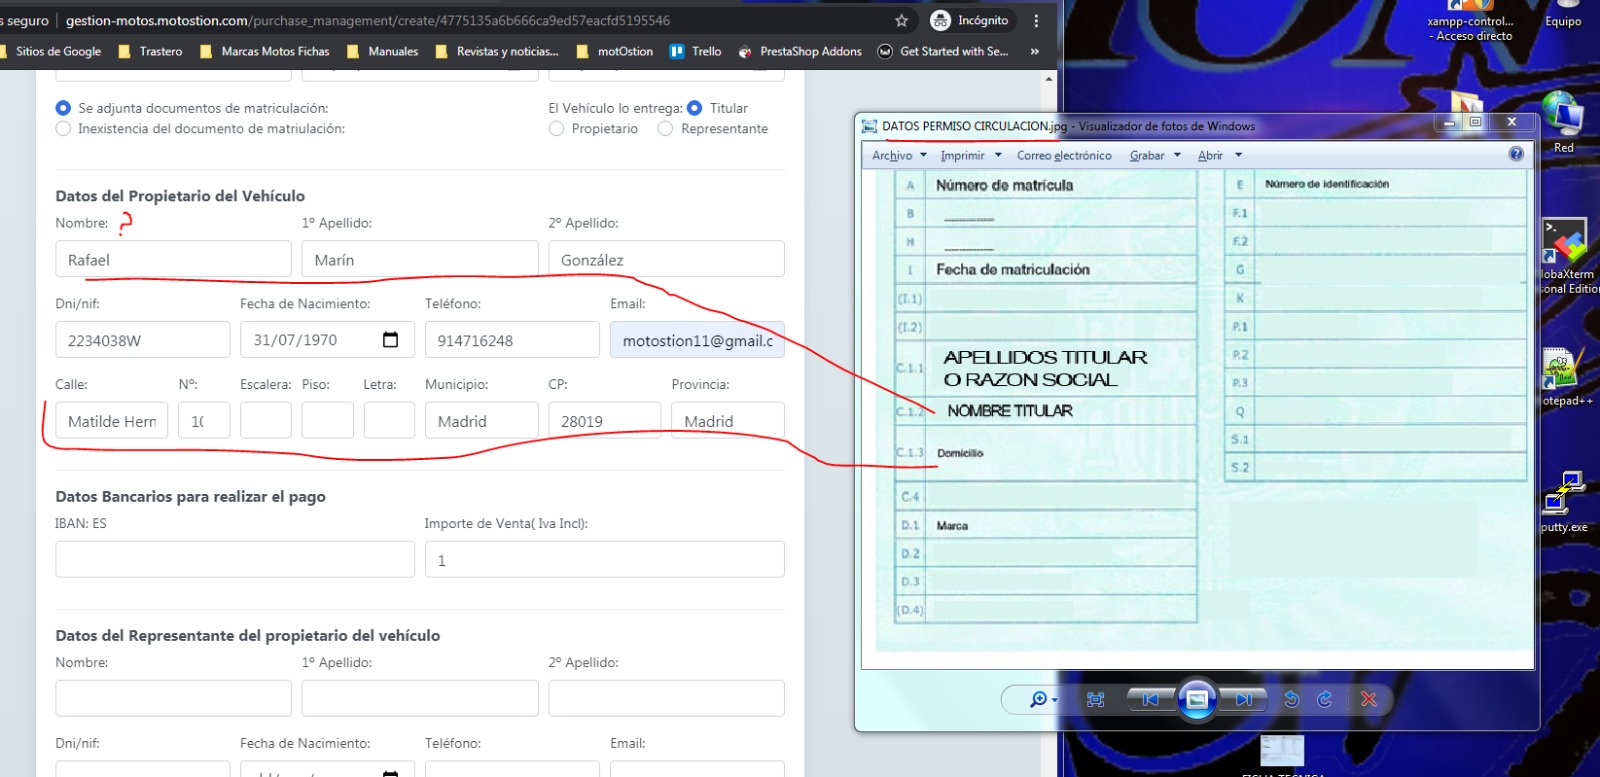 s seguro | gestion-motos.motostion.com/purchase_management/create/4775135a6b666ca9ed57eacfd5195546 Incógnito
Sitios de Google Trastero Marcas Motos Fichas Manuales Revistas y noticias... motOstion Trello PrestaShop Addons Get Started with Se... »
Se adjunta documentos de matriculación: El Vehículo lo entrega: Titular
Inexistencia del documento de matriulación: Propietario Representante
Datos del Propietario del Vehículo
Nombre: ? 1º Apellido: 2º Apellido:
Rafael Marín González
Dni/nif: Fecha de Nacimiento: Teléfono: Email:
2234038W 31/07/1970 914716248 motostion11@gmail.c
Calle: Nº: Escalera: Piso: Letra: Municipio: CP: Provincia:
Matilde Hern 10 Madrid 28019 Madrid
Datos Bancarios para realizar el pago
IBAN: ES Importe de Venta( Iva Incl):
1
Datos del Representante del propietario del vehículo
Nombre: 1º Apellido: 2º Apellido:
Dni/nif: Fecha de Nacimiento: Teléfono: Email:
DATOS PERMISO CIRCULACION.jpg - Visualizador de fotos de Windows
Archivo Imprimir Correo electrónico Grabar Abrir
A Número de matrícula
B
H
I Fecha de matriculación
(I.1)
(I.2)
C.1.1 APELLIDOS TITULAR
O RAZON SOCIAL
C.1.2 NOMBRE TITULAR
C.1.3 Domicilio
C.4
D.1 Marca
D.2
D.3
(D.4)
E Número de identificación
F.1
F.2
G
K
P.1
P.2
P.3
Q
S.1
S.2
xampp-control...
- Acceso directo
Equipo
Red
lobaXterm
sonal Editio
otepad++
putty.exe